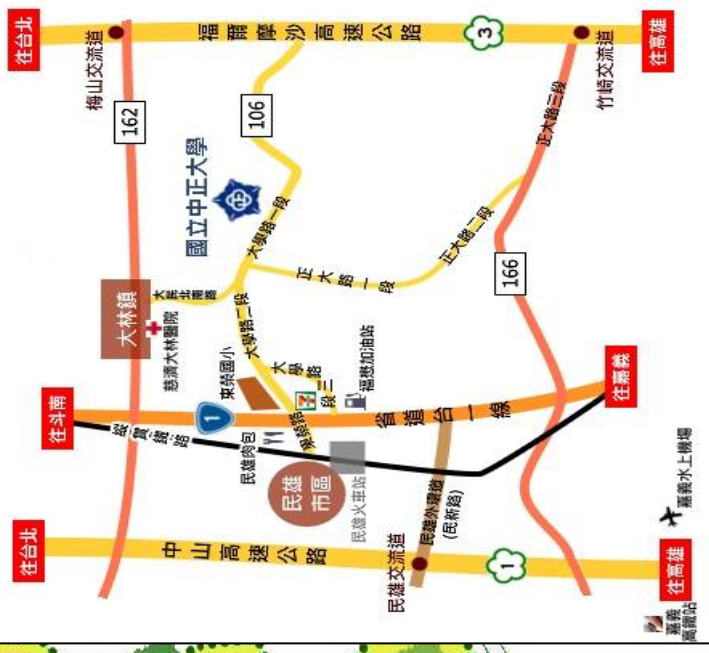 往台北
福爾摩沙高速公路
3
往高雄
梅山交流道
竹崎交流道
162
106
正大路三段
國立中正大學
大學路一段
正大路二段
正大路一段
166
大林鎮
大民北南路
慈濟大林醫院
大學路二段
東榮國小
大學路三段
7
福懋加油站
往斗南
1
省道台一線
往嘉義
縱貫鐵路
民雄肉包
東榮路
民雄
市區
民雄火車站
民雄外環道
(民新路)
嘉義水上機場
往台北
中山高速公路
民雄交流道
1
往高雄
嘉義
高鐵站